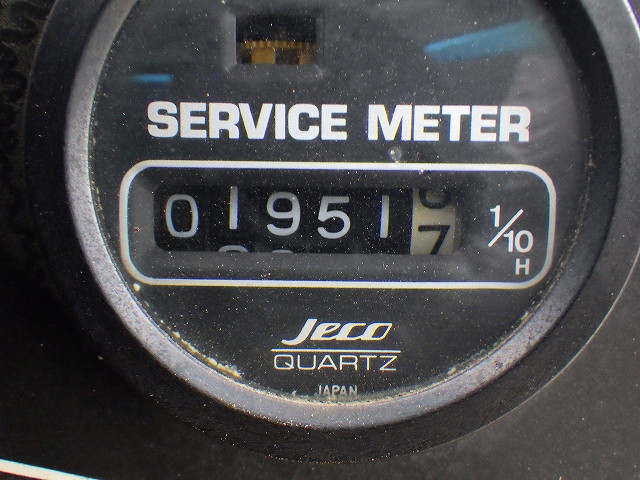 SERVICE METER
019517 1/10
H
Jeco
QUARTZ
JAPAN